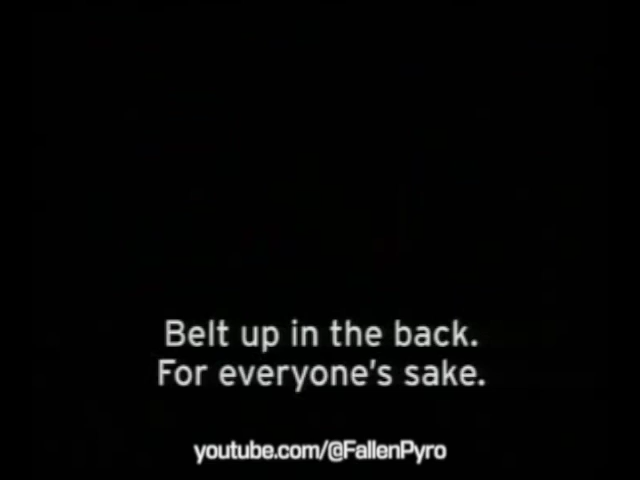 Belt up in the back.
For everyone's sake.
youtube.com/@FallenPyro